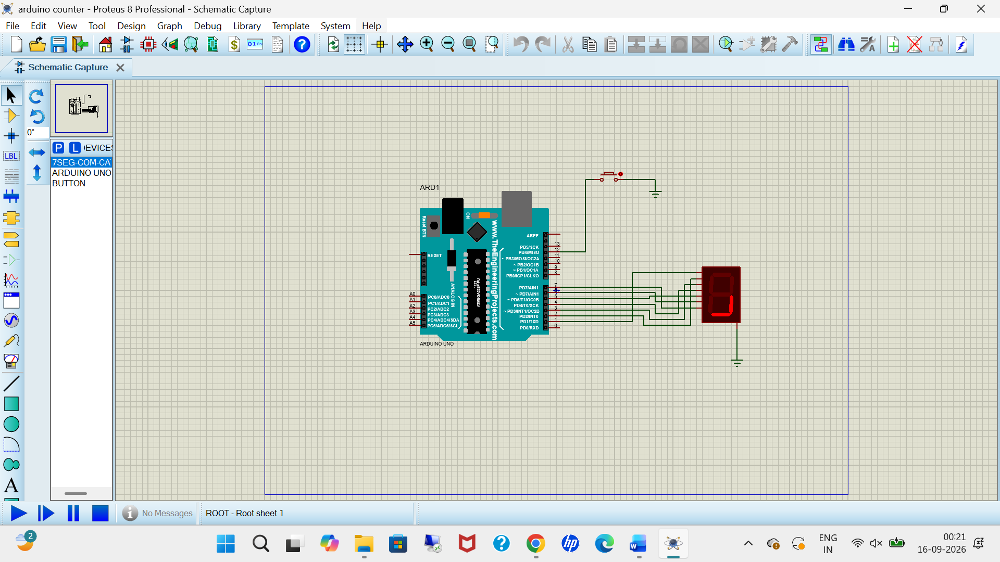 arduino counter - Proteus 8 Professional - Schematic Capture
File Edit View Tool Design Graph Debug Library Template System Help
Schematic Capture
0°
P L DEVICES
7SEG-COM-CA
ARDUINO UNO
BUTTON
LBL
A
ARD1
Reset BTN
ON
www.TheEngineeringProjects.com
RESET
ANALOG IN
1121
ATMEGA328P-PU
AREF
PB5/SCK 13
PB4/MISO 12
~ PB3/MOSI/OC2A 11
~ PB2/OC1B 10
~ PB1/OC1A 9
PB0/ICP1/CLKO 8
PD7/AIN1 7
~ PD7/AIN1
~ PD5/T1/OC0B 5
PD4/T0/XCK 4
~ PD3/INT1/OC2B 3
PD2/INT0 2
PD1/TXD 1
PD0/RXD 0
A0 PC0/ADC0
A1 PC1/ADC1
A2 PC2/ADC2
A3 PC3/ADC3
A4 PC4/ADC4/SDA
A5 PC5/ADC5/SCL
ARDUINO UNO
No Messages
ROOT - Root sheet 1
2
ENG
IN
00:21
16-09-2026